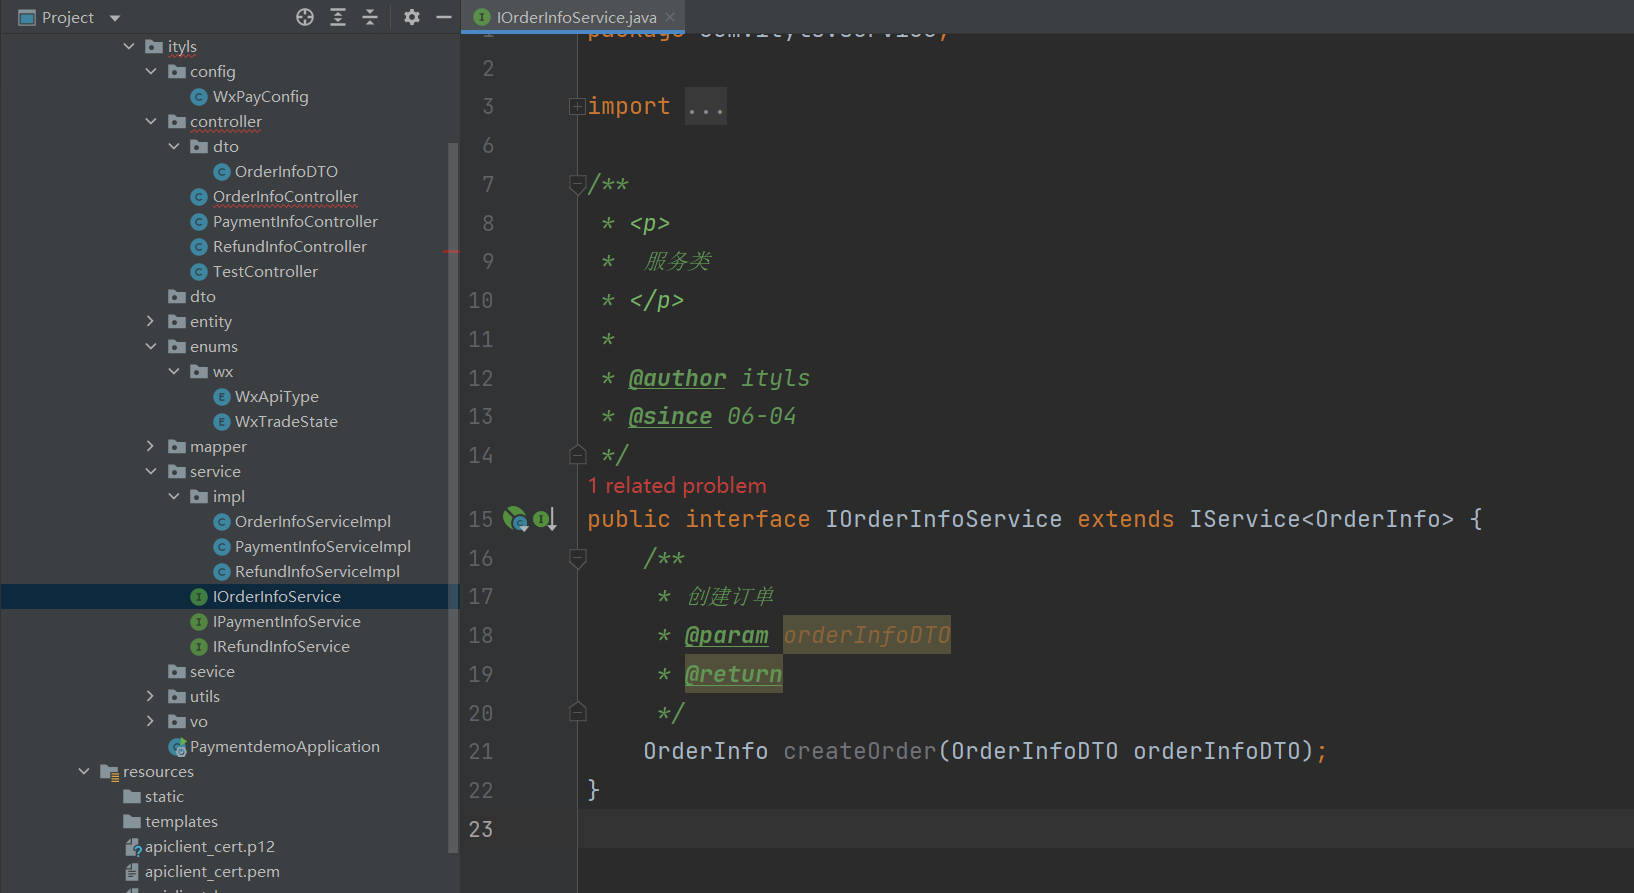 Project
ityls
config
WxPayConfig
controller
dto
OrderInfoDTO
OrderInfoController
PaymentInfoController
RefundInfoController
TestController
dto
entity
enums
wx
WxApiType
WxTradeState
mapper
service
impl
OrderInfoServiceImpl
PaymentInfoServiceImpl
RefundInfoServiceImpl
IOrderInfoService
IPaymentInfoService
IRefundInfoService
sevice
utils
vo
PaymentdemoApplication
resources
static
templates
apiclient_cert.p12
apiclient_cert.pem
IOrderInfoService.java
1 package com.ityls.service;
2
3 import ...
6
7 /**
8 * <p>
9 * 服务类
10 * </p>
11 *
12 * @author ityls
13 * @since 06-04
14 */
1 related problem
15 public interface IOrderInfoService extends IService<OrderInfo> {
16 /**
17 * 创建订单
18 * @param orderInfoDTO
19 * @return
20 */
21 OrderInfo createOrder(OrderInfoDTO orderInfoDTO);
22 }
23